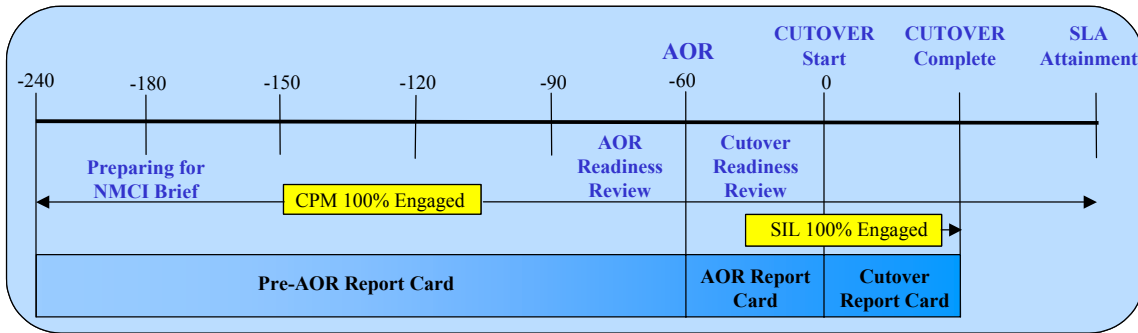 CUTOVER
Start
CUTOVER
Complete
SLA
Attainment
AOR
-240
-180
-150
-120
-90
-60
0
Preparing for
NMCI Brief
AOR
Readiness
Review
Cutover
Readiness
Review
CPM 100% Engaged
SIL 100% Engaged
Pre-AOR Report Card
AOR Report
Card
Cutover
Report Card